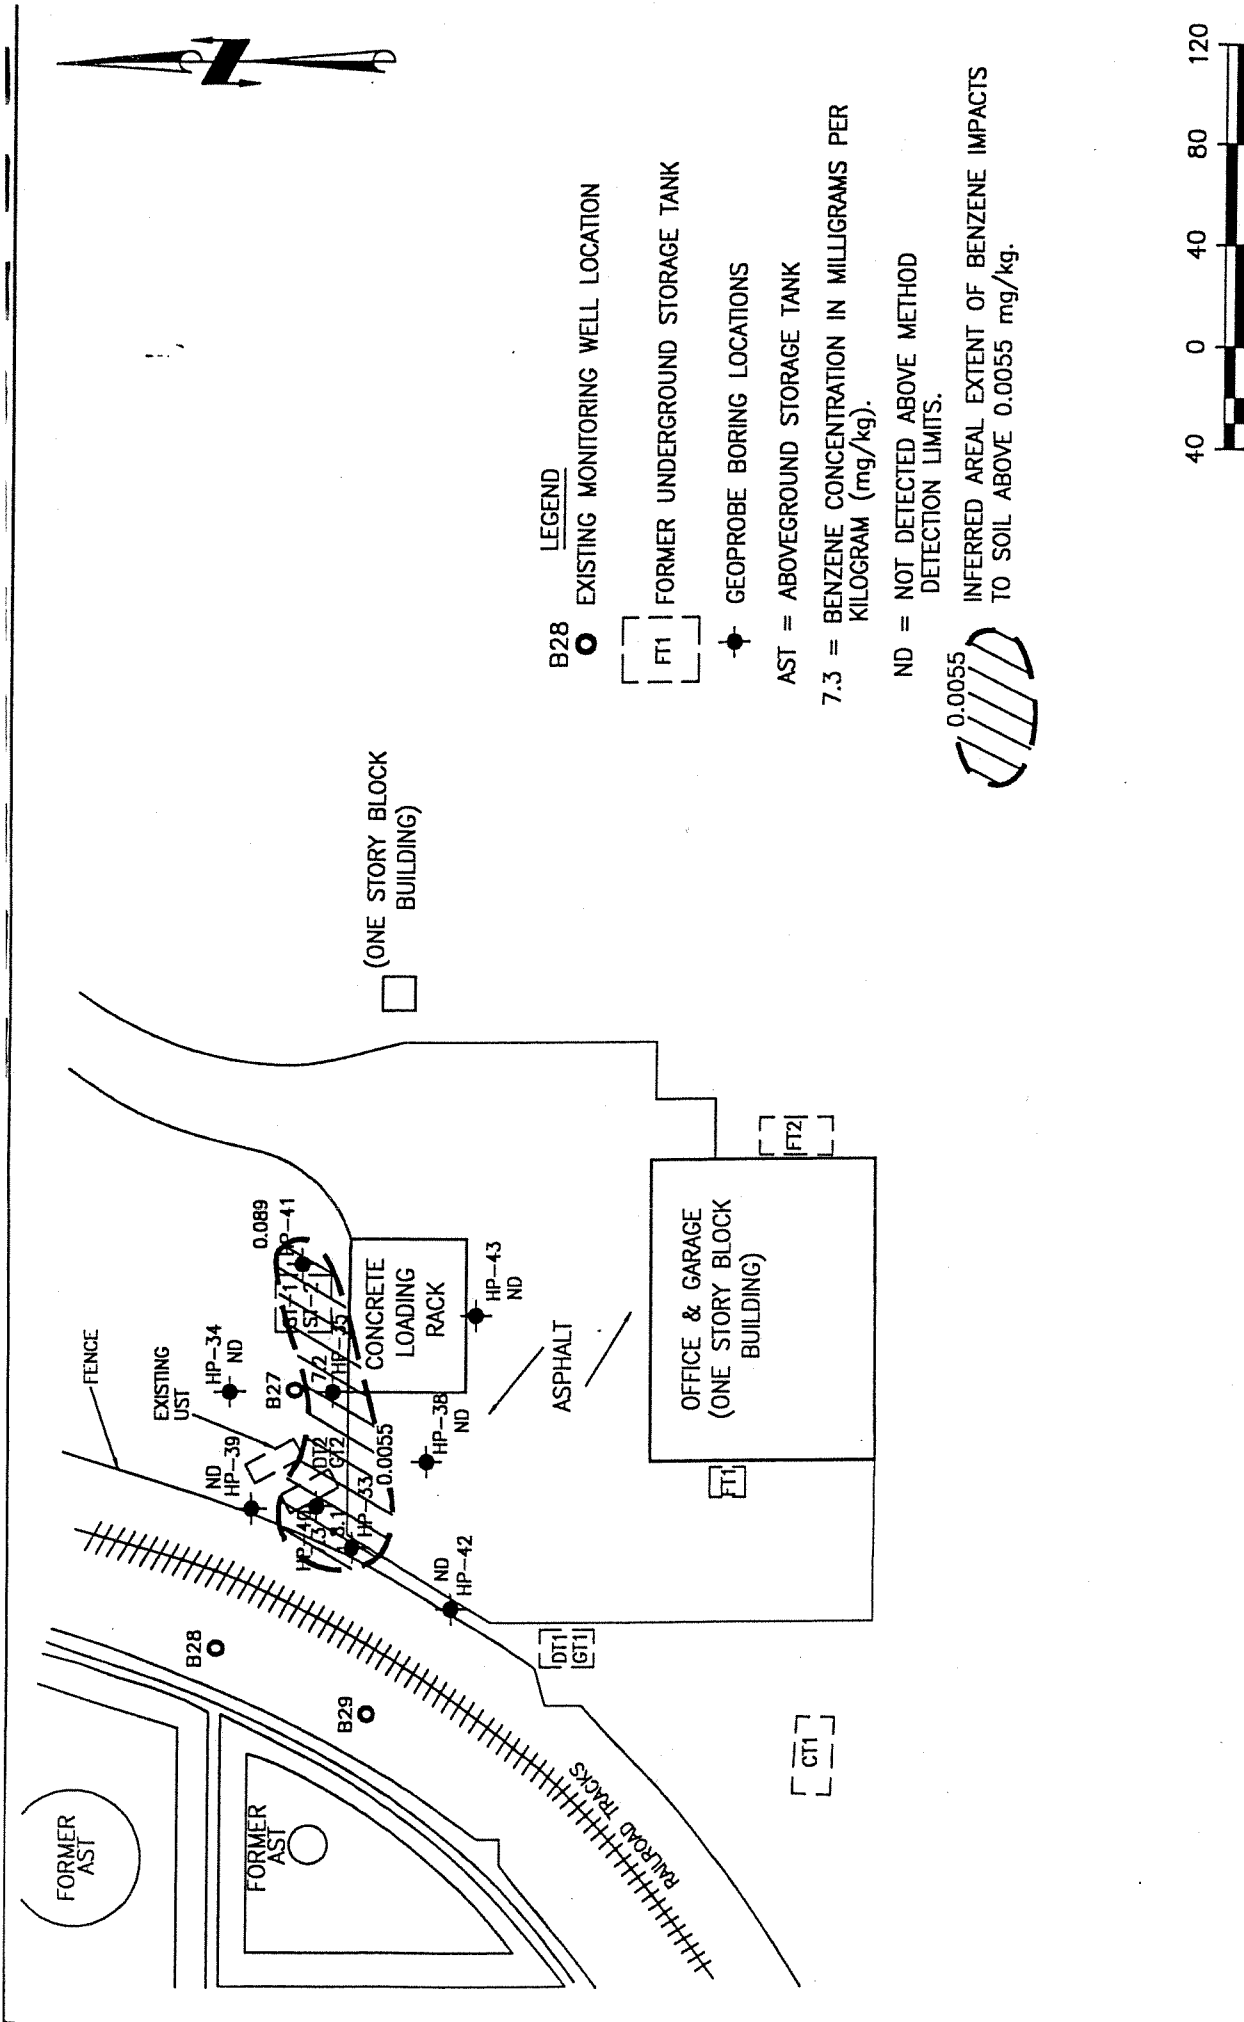 FORMER
AST
FORMER
AST
B28
B29
RAILROAD TRACKS
FENCE
EXISTING
UST
ND
HP-39
HP-34
ND
B27
0.089
HP-41
ST-2
7.2
HP-35
DT2
GT2
HP-40
8.1
HP-33
0.0055
CONCRETE
LOADING
RACK
HP-38
ND
HP-43
ND
ND
HP-42
DT1
GT1
CT1
ASPHALT
OFFICE & GARAGE
(ONE STORY BLOCK
BUILDING)
FT1
FT2
(ONE STORY BLOCK
BUILDING)
LEGEND
B28
EXISTING MONITORING WELL LOCATION
FT1
FORMER UNDERGROUND STORAGE TANK
GEOPROBE BORING LOCATIONS
AST = ABOVEGROUND STORAGE TANK
7.3 = BENZENE CONCENTRATION IN MILLIGRAMS PER
KILOGRAM (mg/kg).
ND = NOT DETECTED ABOVE METHOD
DETECTION LIMITS.
0.0055
INFERRED AREAL EXTENT OF BENZENE IMPACTS
TO SOIL ABOVE 0.0055 mg/kg.
40 0 40 80 120